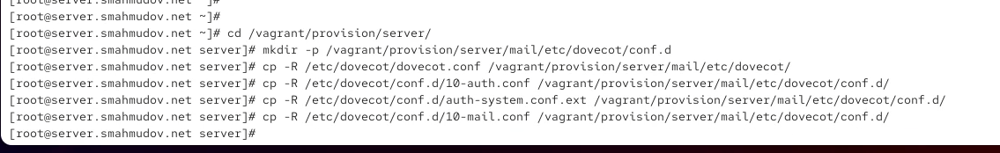 [root@server.smahmudov.net ~]#
[root@server.smahmudov.net ~]#
[root@server.smahmudov.net ~]# cd /vagrant/provision/server/
[root@server.smahmudov.net server]# mkdir -p /vagrant/provision/server/mail/etc/dovecot/conf.d
[root@server.smahmudov.net server]# cp -R /etc/dovecot/dovecot.conf /vagrant/provision/server/mail/etc/dovecot/
[root@server.smahmudov.net server]# cp -R /etc/dovecot/conf.d/10-auth.conf /vagrant/provision/server/mail/etc/dovecot/conf.d/
[root@server.smahmudov.net server]# cp -R /etc/dovecot/conf.d/auth-system.conf.ext /vagrant/provision/server/mail/etc/dovecot/conf.d/
[root@server.smahmudov.net server]# cp -R /etc/dovecot/conf.d/10-mail.conf /vagrant/provision/server/mail/etc/dovecot/conf.d/
[root@server.smahmudov.net server]#